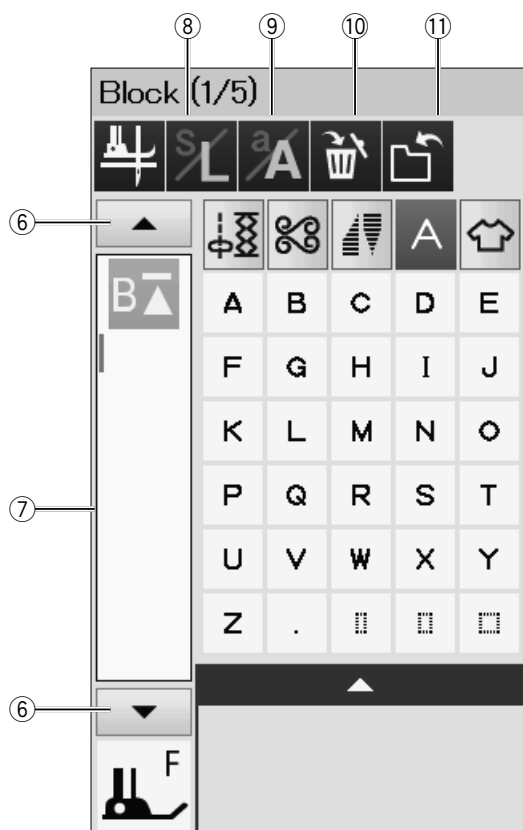 ⑧ ⑨ ⑩ ⑪
Block (1/5)
S/L a/A
⑥
A
B
A B C D E
F G H I J
K L M N O
⑦
P Q R S T
U V W X Y
Z .
⑥
F